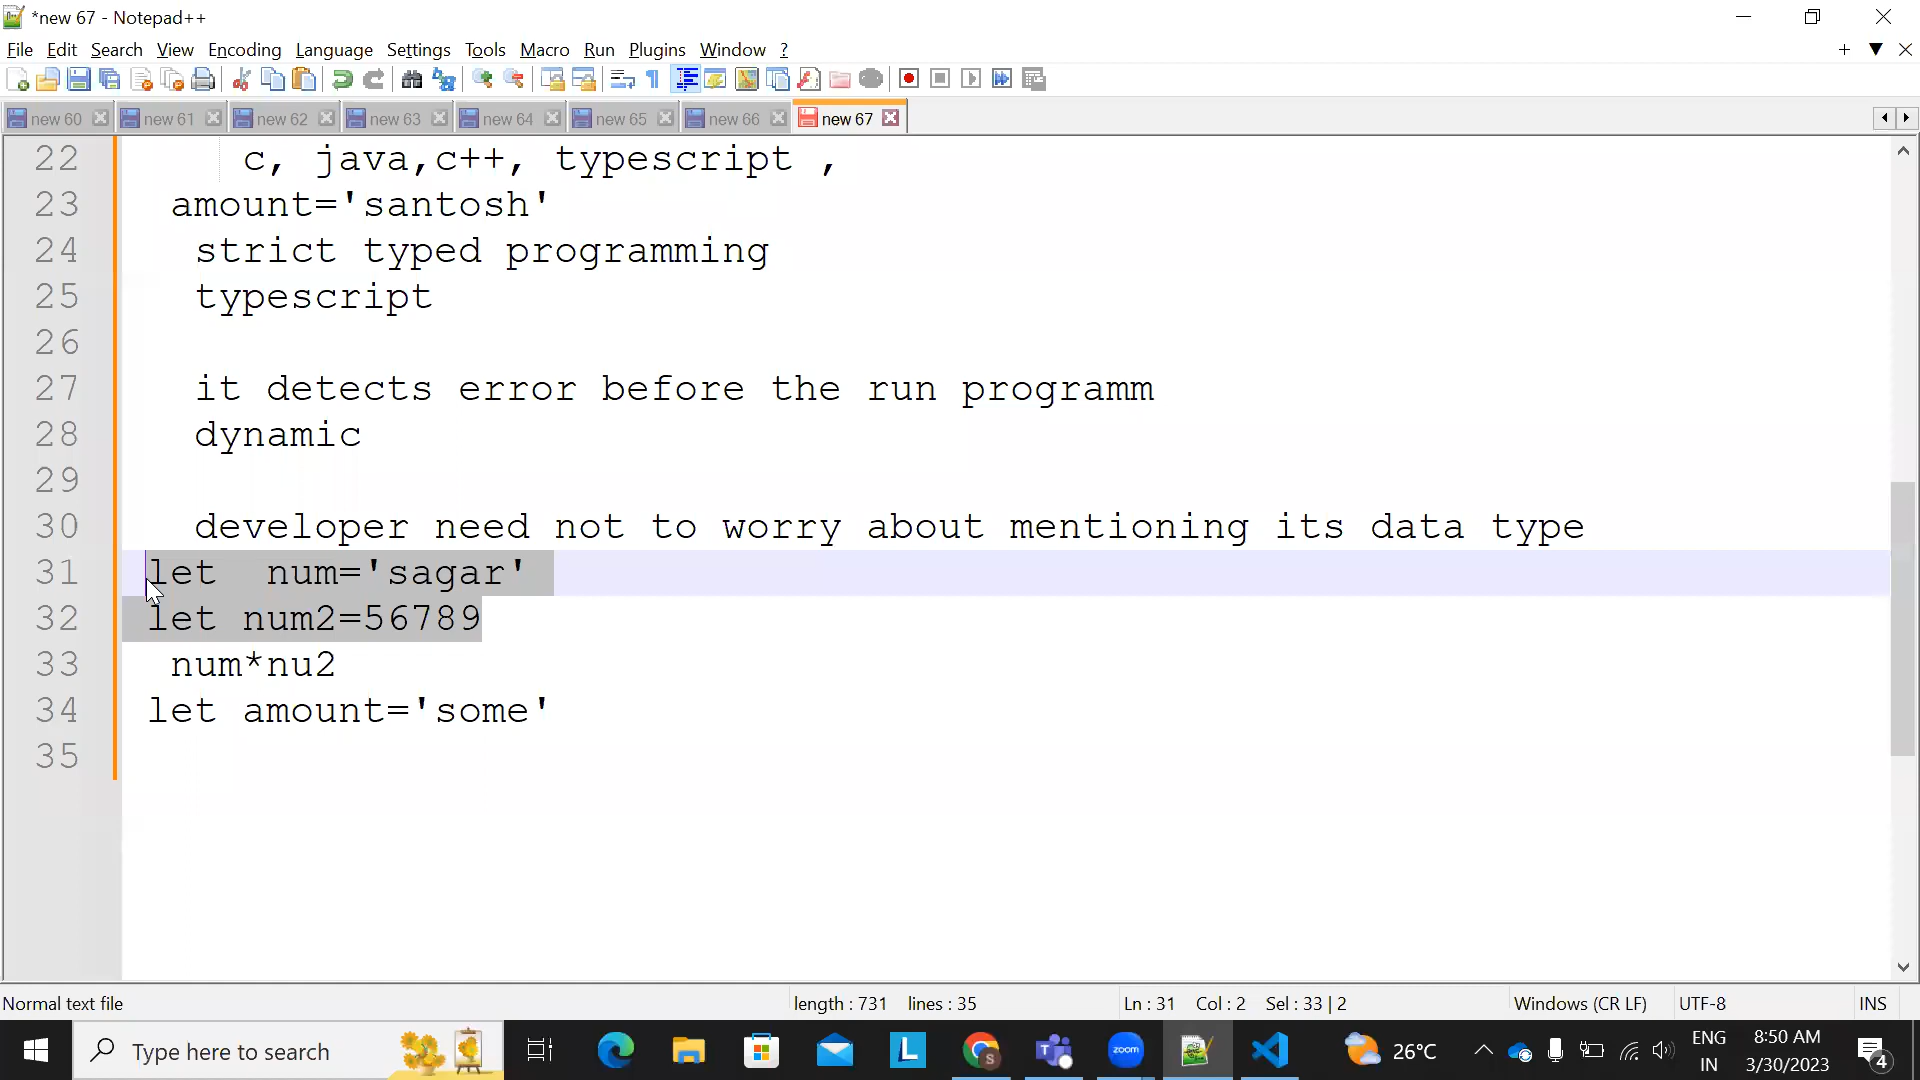 *new 67 - Notepad++
File Edit Search View Encoding Language Settings Tools Macro Run Plugins Window ?
new 60 new 61 new 62 new 63 new 64 new 65 new 66 new 67
22 c, java,c++, typescript ,
23 amount='santosh'
24 strict typed programming
25 typescript
26
27 it detects error before the run programm
28 dynamic
29
30 developer need not to worry about mentioning its data type
31 let  num='sagar'
32 let num2=56789
33 num*nu2
34 let amount='some'
35
Normal text file length : 731 lines : 35 Ln : 31 Col : 2 Sel : 33 | 2 Windows (CR LF) UTF-8 INS
Type here to search L S T zoom 26°C ENG 8:50 AM
IN 3/30/2023 4